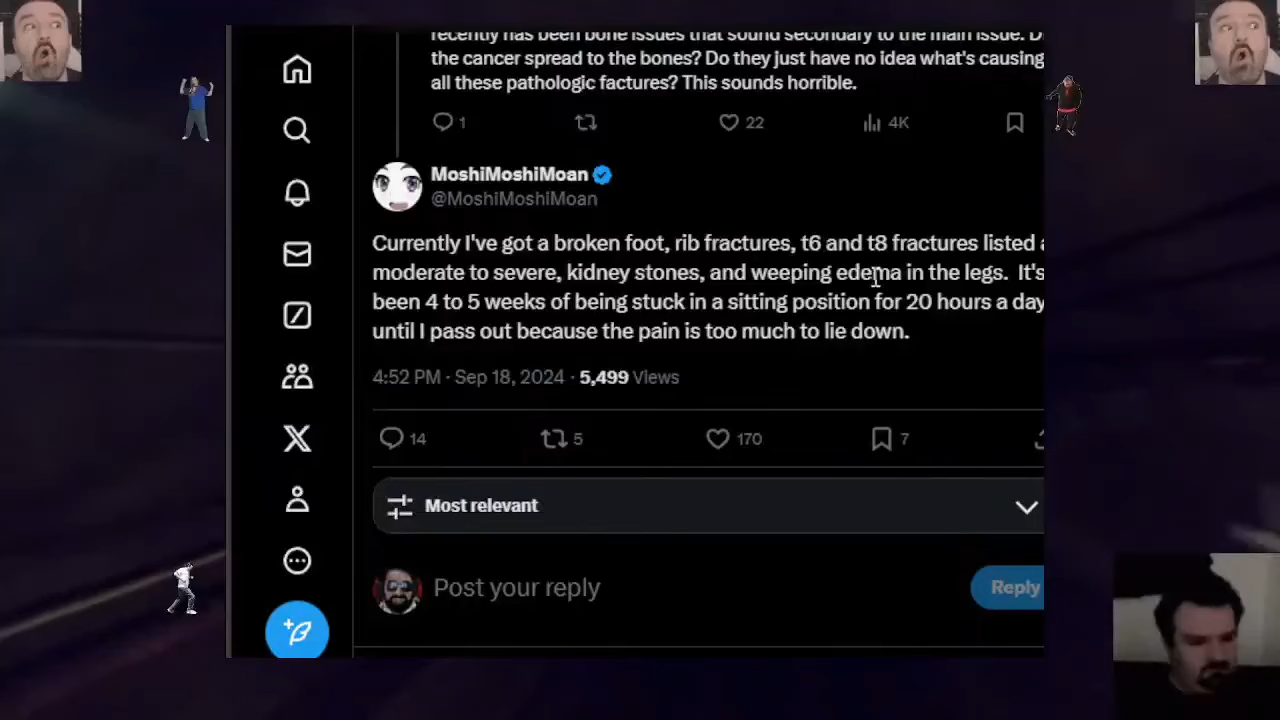 recently has been bone issues that sound secondary to the main issue. D
the cancer spread to the bones? Do they just have no idea what's causing
all these pathologic factures? This sounds horrible.
1
22
4K
MoshiMoshiMoan
@MoshiMoshiMoan
Currently I've got a broken foot, rib fractures, t6 and t8 fractures listed a
moderate to severe, kidney stones, and weeping edema in the legs. It's
been 4 to 5 weeks of being stuck in a sitting position for 20 hours a day
until I pass out because the pain is too much to lie down.
4:52 PM · Sep 18, 2024 · 5,499 Views
14
5
170
7
Most relevant
Post your reply
Reply